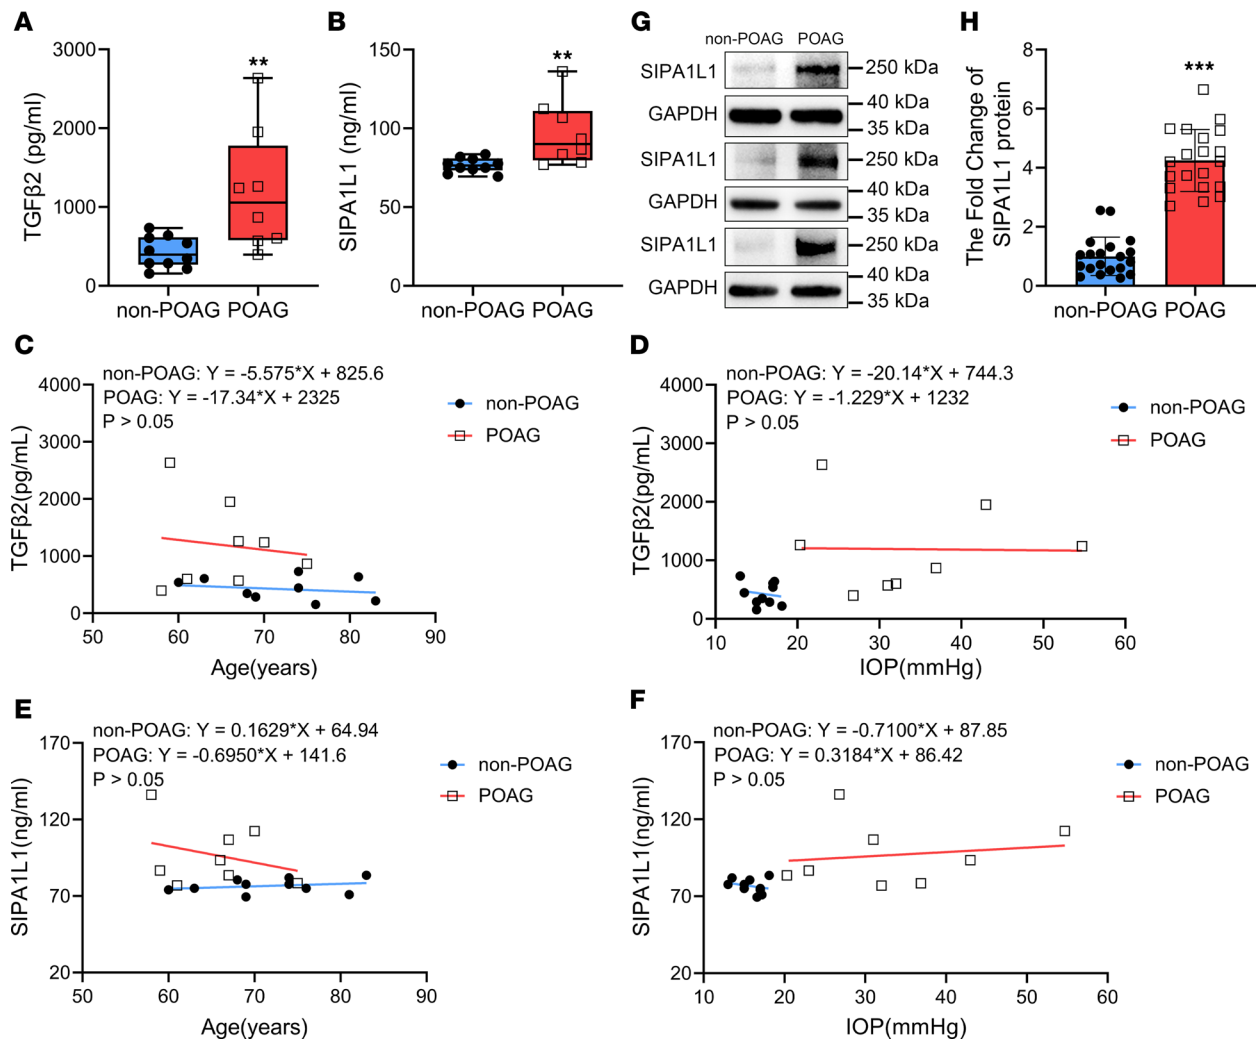 A
TGFβ2 (pg/ml)
3000
2000
1000
0
**
non-POAG POAG
B
SIPA1L1 (ng/ml)
150
100
50
0
**
non-POAG POAG
G
non-POAG POAG
SIPA1L1 250 kDa
GAPDH 40 kDa
35 kDa
SIPA1L1 250 kDa
GAPDH 40 kDa
35 kDa
SIPA1L1 250 kDa
GAPDH 40 kDa
35 kDa
H
The Fold Change of
SIPA1L1 protein
8
6
4
2
0
***
non-POAG POAG
C
non-POAG: Y = -5.575*X + 825.6
POAG: Y = -17.34*X + 2325
P > 0.05
TGFβ2(pg/mL)
4000
3000
2000
1000
0
50 60 70 80 90
Age(years)
non-POAG
POAG
D
non-POAG: Y = -20.14*X + 744.3
POAG: Y = -1.229*X + 1232
P > 0.05
TGFβ2(pg/mL)
4000
3000
2000
1000
0
10 20 30 40 50 60
IOP(mmHg)
non-POAG
POAG
E
non-POAG: Y = 0.1629*X + 64.94
POAG: Y = -0.6950*X + 141.6
P > 0.05
SIPA1L1(ng/ml)
170
120
70
20
50 60 70 80 90
Age(years)
non-POAG
POAG
F
non-POAG: Y = -0.7100*X + 87.85
POAG: Y = 0.3184*X + 86.42
P > 0.05
SIPA1L1(ng/ml)
170
120
70
20
10 20 30 40 50 60
IOP(mmHg)
non-POAG
POAG